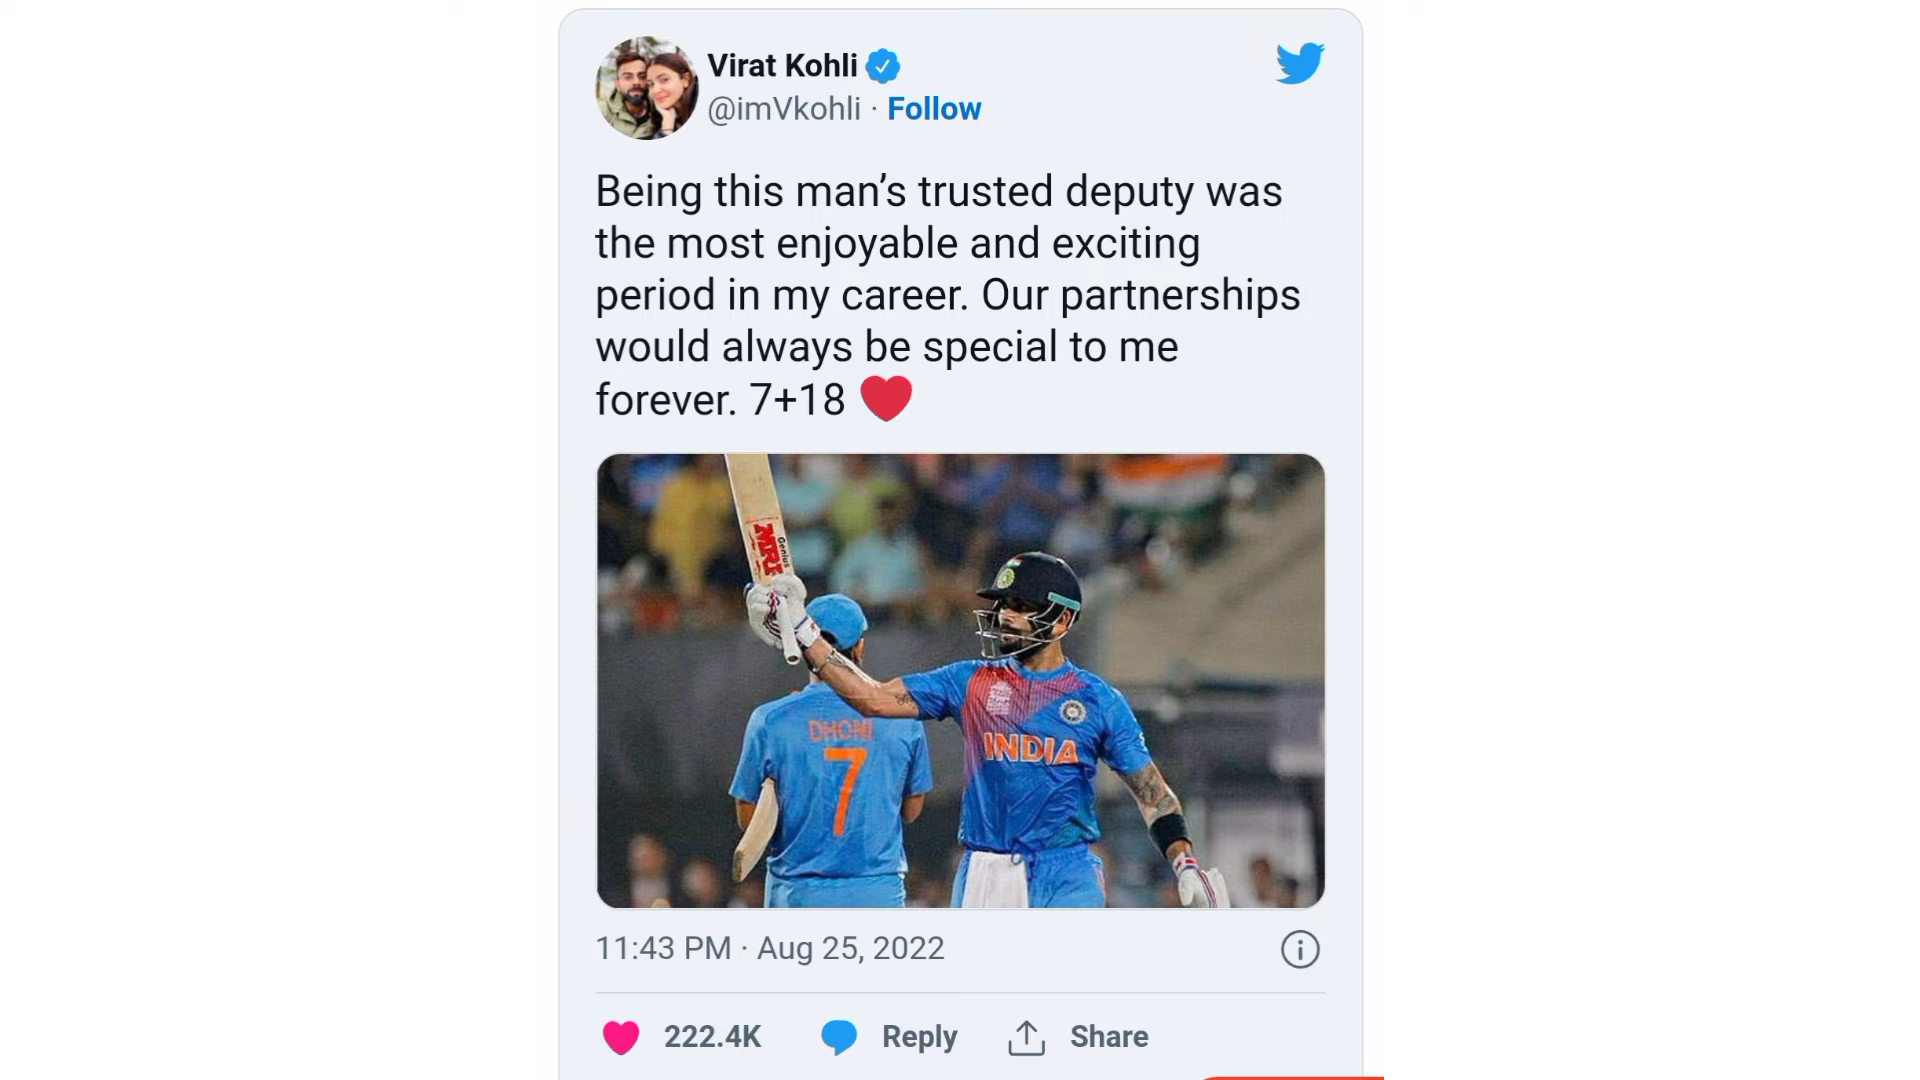 Virat Kohli
@imVkohli · Follow
Being this man’s trusted deputy was
the most enjoyable and exciting
period in my career. Our partnerships
would always be special to me
forever. 7+18 ❤️
MRF
Genius
DHONI
7
INDIA
11:43 PM · Aug 25, 2022
222.4K Reply Share